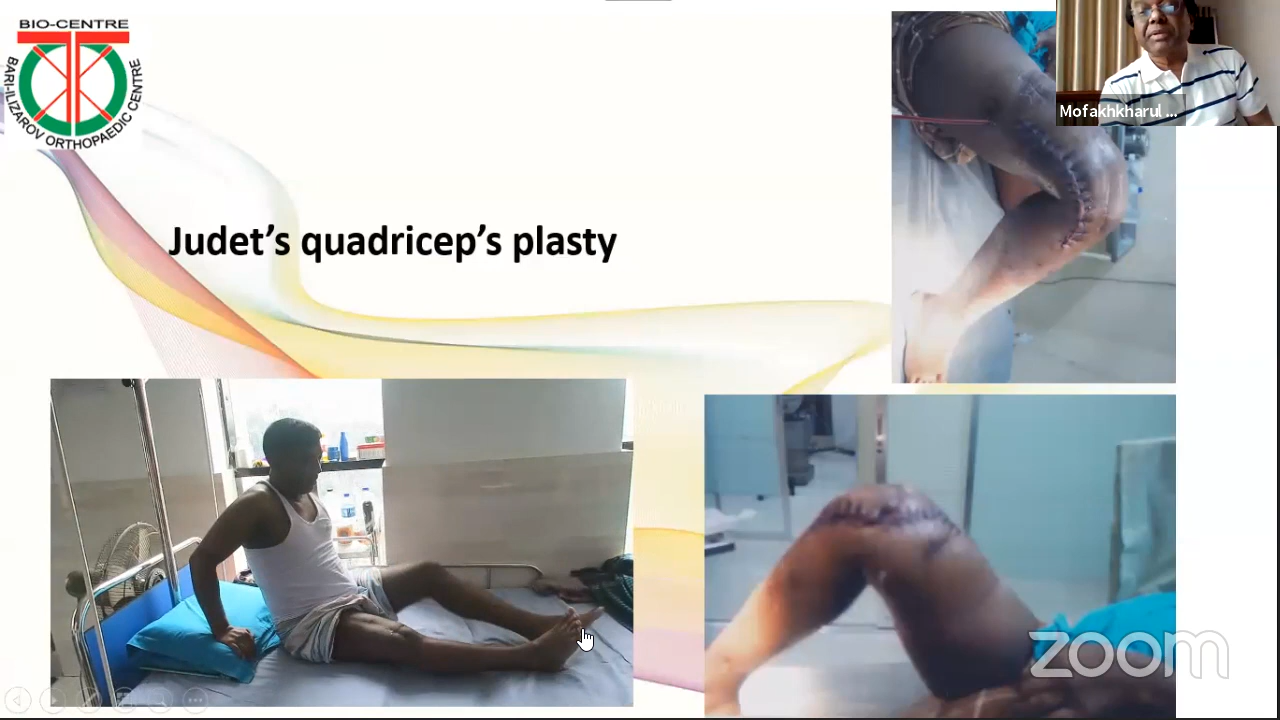 BIO-CENTRE
BARI-ILIZAROV ORTHOPAEDIC CENTRE
Mofakhkharul ...
Judet’s quadricep’s plasty
zoom